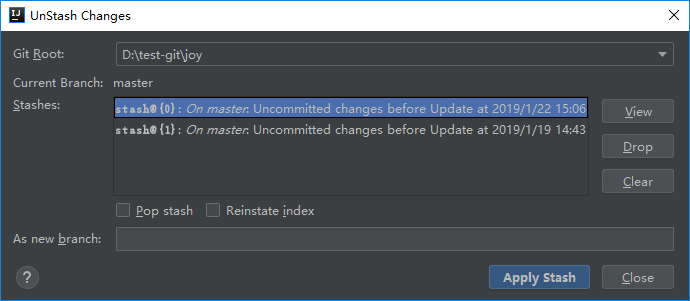 UnStash Changes
Git Root: D:\test-git\joy
Current Branch: master
Stashes: stash@{0}: On master: Uncommitted changes before Update at 2019/1/22 15:06 View
stash@{1}: On master: Uncommitted changes before Update at 2019/1/19 14:43
Drop
Clear
Pop stash Reinstate index
As new branch:
? Apply Stash Close